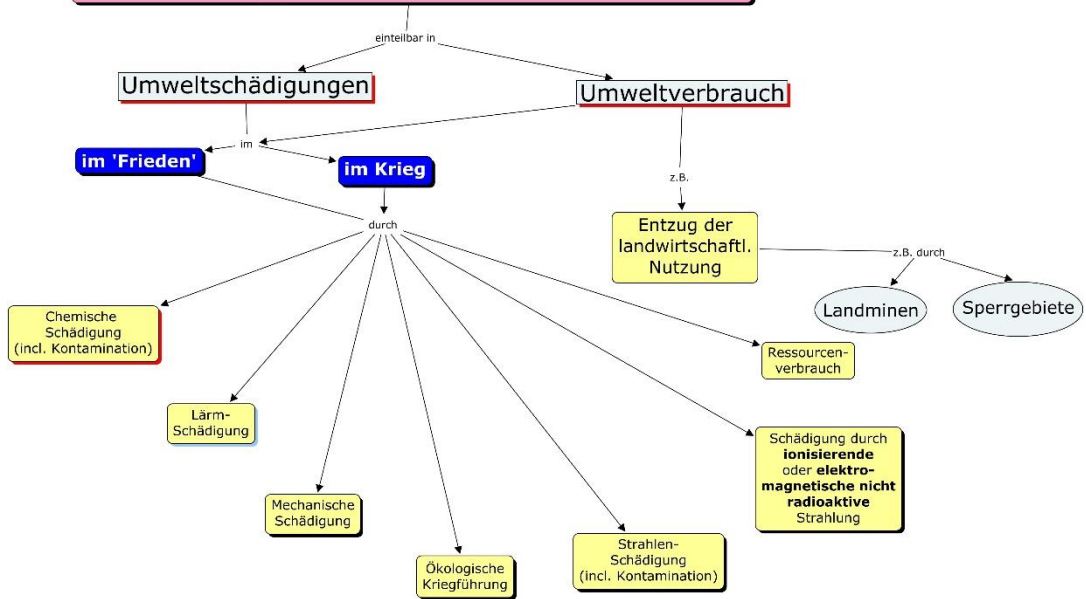 einteilbar in
Umweltschädigungen
Umweltverbrauch
im
im 'Frieden'
im Krieg
z.B.
durch
Entzug der
landwirtschaftl.
Nutzung
z.B. durch
Landminen
Sperrgebiete
Chemische
Schädigung
(incl. Kontamination)
Ressourcen-
verbrauch
Lärm-
Schädigung
Schädigung durch
ionisierende
oder elektro-
magnetische nicht
radioaktive
Strahlung
Mechanische
Schädigung
Strahlen-
Schädigung
(incl. Kontamination)
Ökologische
Kriegführung